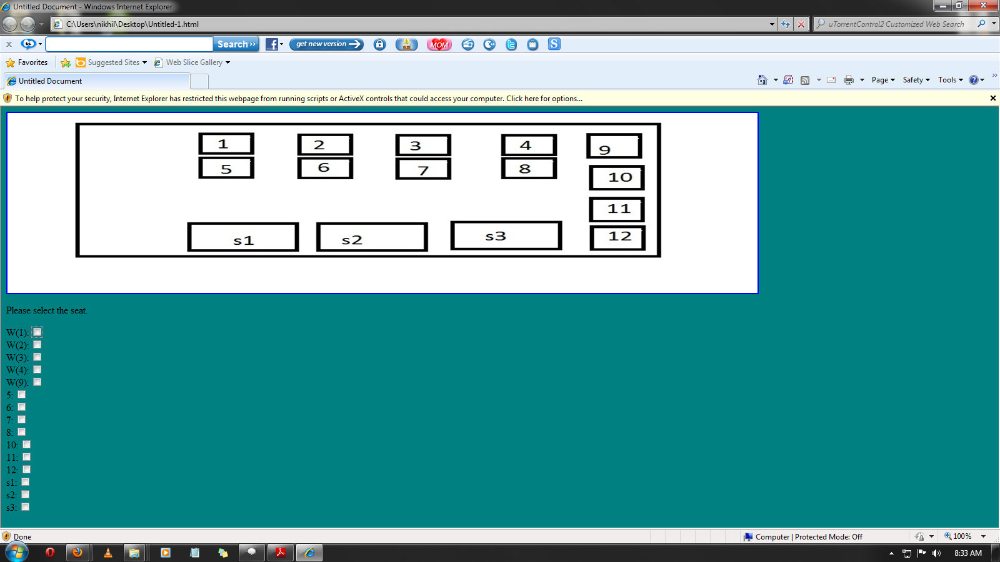 Untitled Document - Windows Internet Explorer
C:\Users\nikhil\Desktop\Untitled-1.html
uTorrentControl2 Customized Web Search
Search >>
get new version
MOM
S
Favorites
Suggested Sites
Web Slice Gallery
Untitled Document
Page
Safety
Tools
To help protect your security, Internet Explorer has restricted this webpage from running scripts or ActiveX controls that could access your computer. Click here for options...
1 2 3 4 9
5 6 7 8 10
11
s1 s2 s3 12
Please select the seat.
W(1):
W(2):
W(3):
W(4):
W(9):
5:
6:
7:
8:
10:
11:
12:
s1:
s2:
s3:
Done
Computer | Protected Mode: Off
100%
8:33 AM